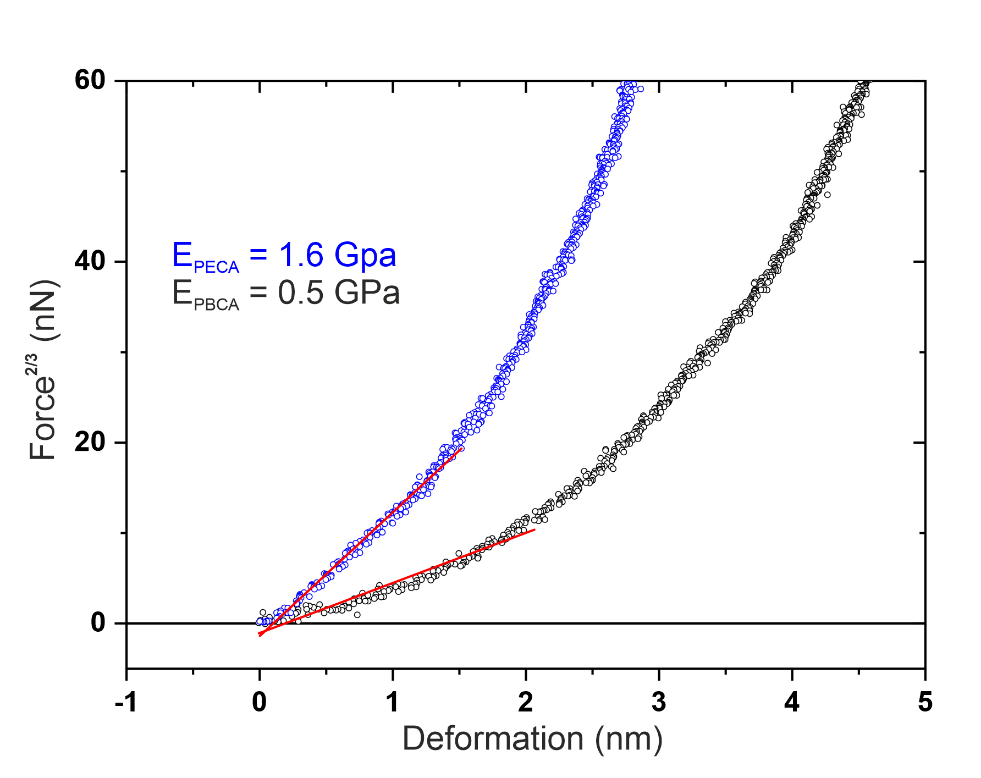 60
40
20
0
Force2/3 (nN)
EPECA = 1.6 Gpa
EPBCA = 0.5 GPa
-1 0 1 2 3 4 5
Deformation (nm)